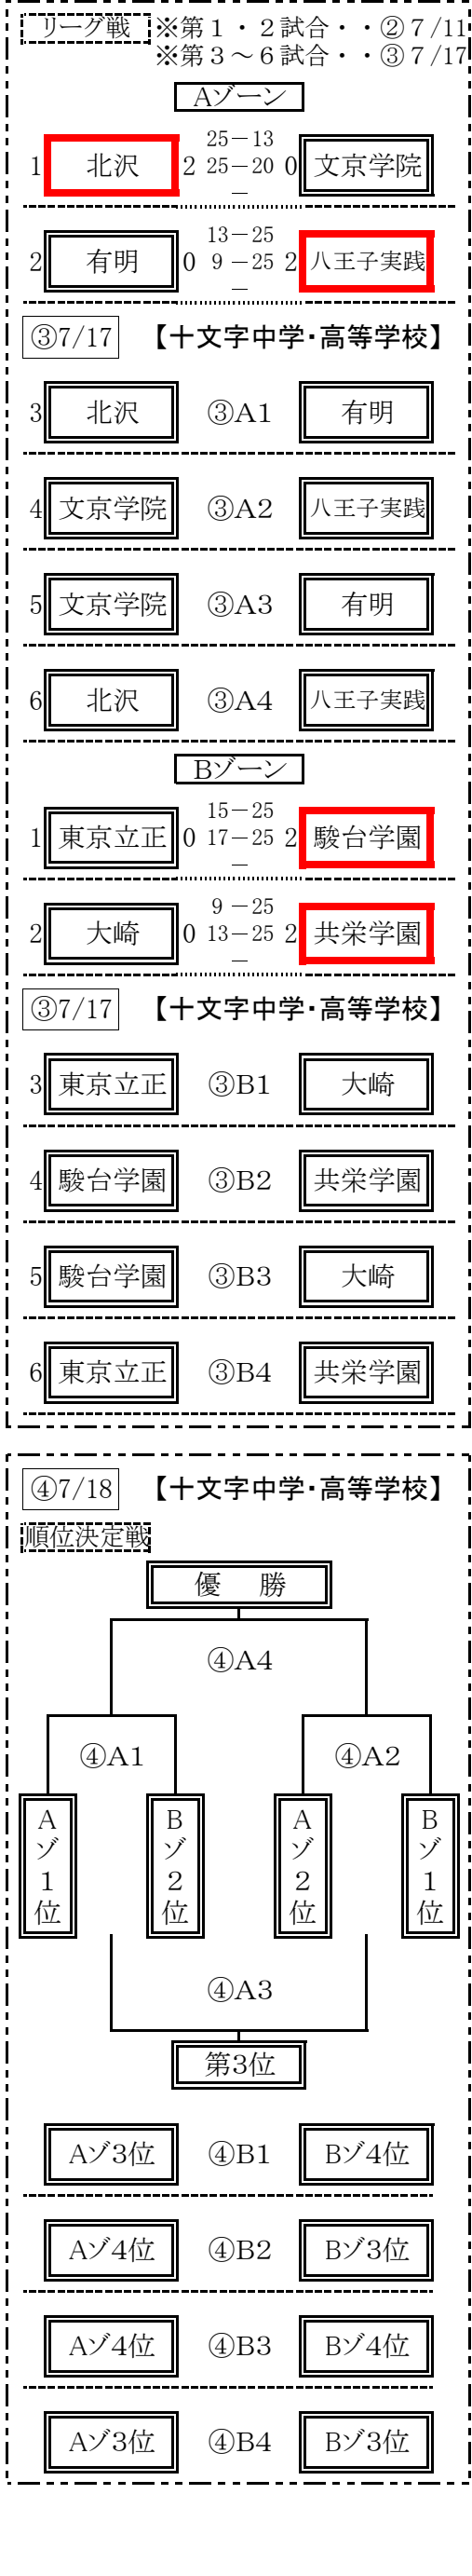 リーグ戦 ※第１・２試合・・②７/11
※第３～６試合・・③７/17
Aゾーン
25－13
1 北沢 2 25－20 0 文京学院
－
13－25
2 有明 0 9－25 2 八王子実践
－
③7/17 【十文字中学・高等学校】
3 北沢 ③A1 有明
4 文京学院 ③A2 八王子実践
5 文京学院 ③A3 有明
6 北沢 ③A4 八王子実践
Bゾーン
15－25
1 東京立正 0 17－25 2 駿台学園
－
9－25
2 大崎 0 13－25 2 共栄学園
－
③7/17 【十文字中学・高等学校】
3 東京立正 ③B1 大崎
4 駿台学園 ③B2 共栄学園
5 駿台学園 ③B3 大崎
6 東京立正 ③B4 共栄学園
④7/18 【十文字中学・高等学校】
順位決定戦
優　勝
④A4
④A1 ④A2
Aゾ1位 Bゾ2位 Aゾ2位 Bゾ1位
④A3
第3位
Aゾ3位 ④B1 Bゾ4位
Aゾ4位 ④B2 Bゾ3位
Aゾ4位 ④B3 Bゾ4位
Aゾ3位 ④B4 Bゾ3位